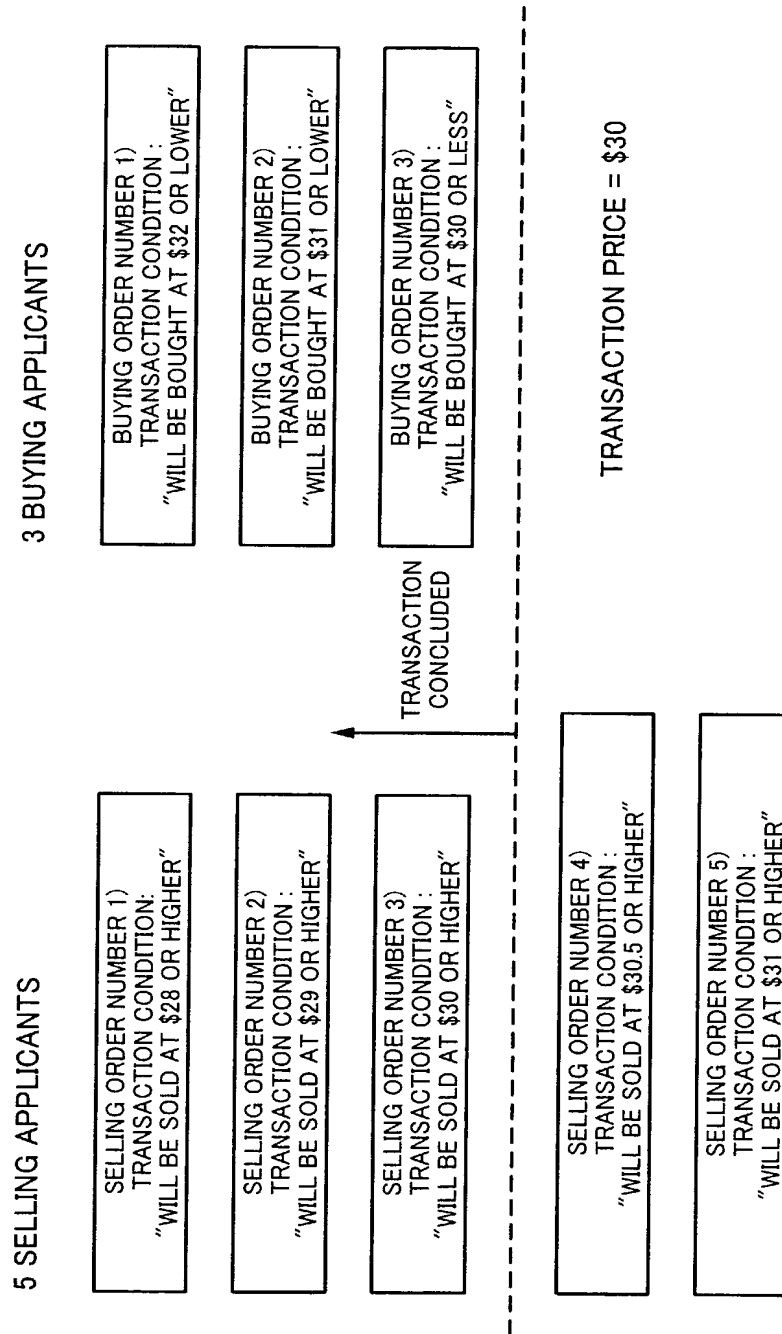 5 SELLING APPLICANTS
SELLING ORDER NUMBER 1)
TRANSACTION CONDITION:
"WILL BE SOLD AT $28 OR HIGHER"
SELLING ORDER NUMBER 2)
TRANSACTION CONDITION :
"WILL BE SOLD AT $29 OR HIGHER"
SELLING ORDER NUMBER 3)
TRANSACTION CONDITION :
"WILL BE SOLD AT $30 OR HIGHER"
SELLING ORDER NUMBER 4)
TRANSACTION CONDITION :
"WILL BE SOLD AT $30.5 OR HIGHER"
SELLING ORDER NUMBER 5)
TRANSACTION CONDITION :
"WILL BE SOLD AT $31 OR HIGHER"
TRANSACTION
CONCLUDED
3 BUYING APPLICANTS
BUYING ORDER NUMBER 1)
TRANSACTION CONDITION :
"WILL BE BOUGHT AT $32 OR LOWER"
BUYING ORDER NUMBER 2)
TRANSACTION CONDITION :
"WILL BE BOUGHT AT $31 OR LOWER"
BUYING ORDER NUMBER 3)
TRANSACTION CONDITION :
"WILL BE BOUGHT AT $30 OR LESS"
TRANSACTION PRICE = $30